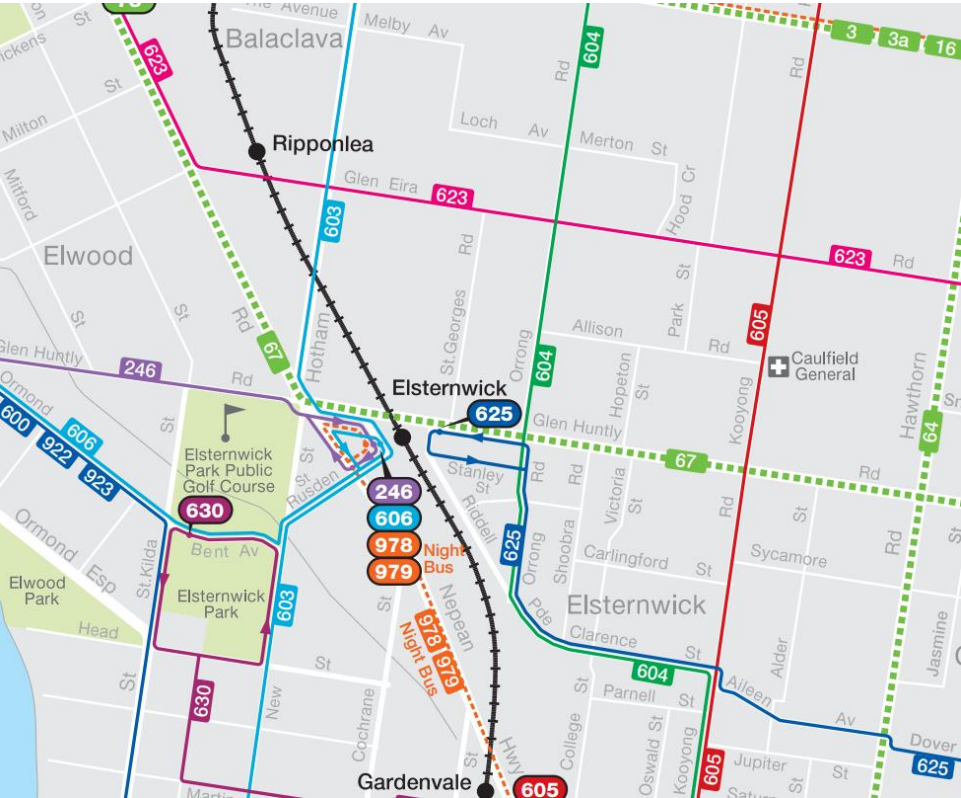 The Avenue
Balaclava
Melby Av
St
623
604
Rd
Rd
3
3a
16
St
Milton
Loch Av
Merton St
Ripponlea
Mitford
Glen Eira
623
Hood Cr
603
Elwood
Rd
623
Rd
St
St
Rd
St
Park
St.Georges
Allison Rd
605
67
Hotham
Orrong
604
Hopeton
St
Caulfield
General
Kooyong
Hawthorn
Glen Huntly
246
Rd
Elsternwick
625
Glen Huntly
64
Ormond
600
606
922
923
St
Elsternwick
Park Public
Golf Course
St
St
Rusden
Stanley
St
Rd
Rd
67
Rd
246
606
978
979
Night
Bus
630
Bent Av
Riddell
625
Orrong
Shoobra
Victoria
St
Rd
St
Rd
St
Ormond
Esp
St.Kilda
Carlingford
St
Sycamore
Elwood
Park
Elsternwick
Park
603
St
Nepean
Elsternwick
Head
978
979
Night Bus
Pde
Clarence
St
Alder
Jasmine
604
St
St
630
New
Cochrane
St
Parnell
St
Aileen
Av
Dover
625
College
Oswald St
Kooyong
605
Jupiter
St
St
Hwy
St
Gardenvale
605